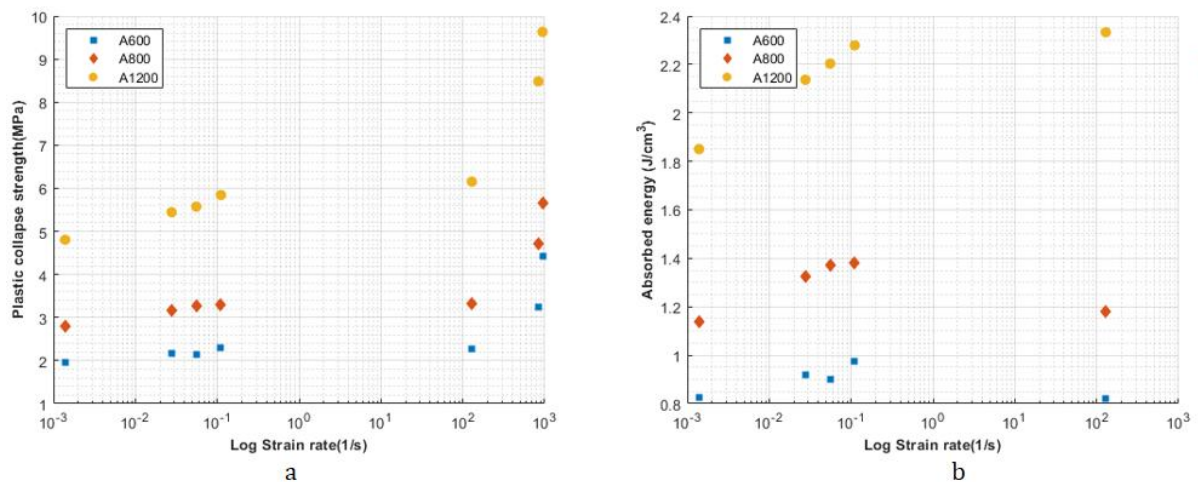 Plastic collapse strength(MPa)
10
9
8
7
6
5
4
3
2
1
A600
A800
A1200
10^-3
10^-2
10^-1
10^0
10^1
10^2
10^3
Log Strain rate(1/s)
a
Absorbed energy (J/cm^3)
2.4
2.2
2
1.8
1.6
1.4
1.2
1
0.8
A600
A800
A1200
10^-3
10^-2
10^-1
10^0
10^1
10^2
10^3
Log Strain rate(1/s)
b